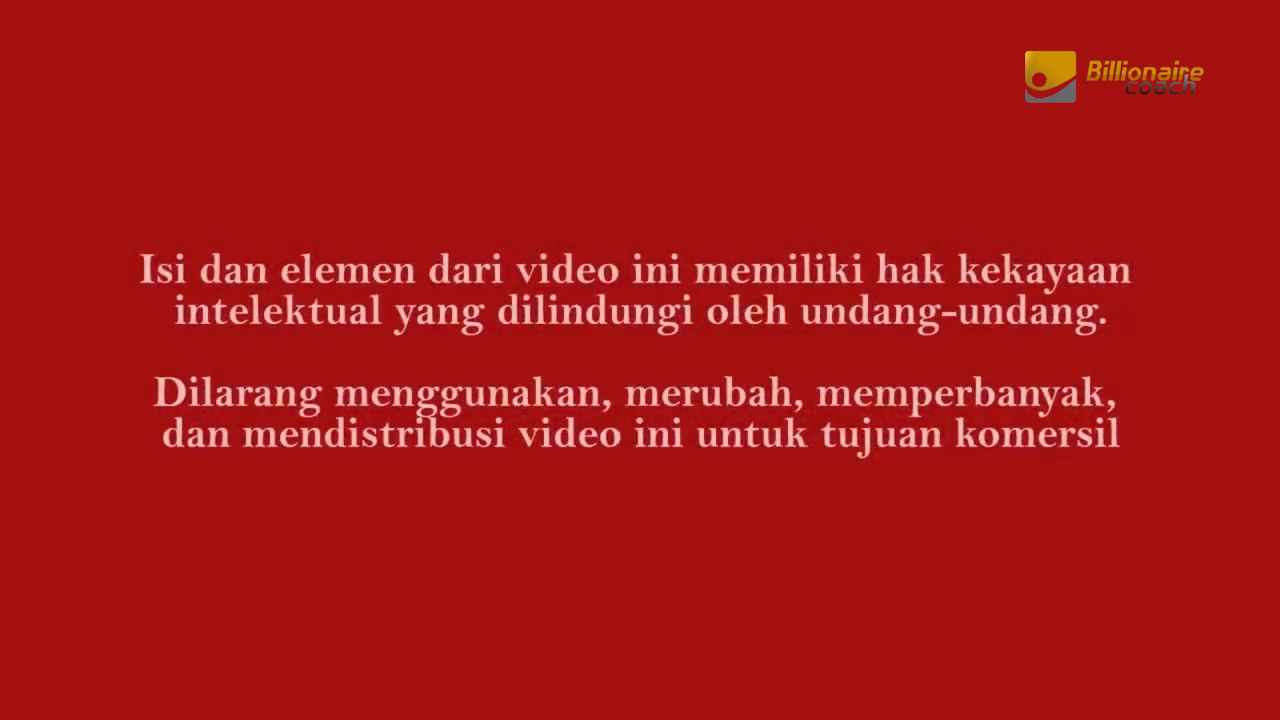 Billionaire
coach
Isi dan elemen dari video ini memiliki hak kekayaan
intelektual yang dilindungi oleh undang-undang.
Dilarang menggunakan, merubah, memperbanyak,
dan mendistribusi video ini untuk tujuan komersil